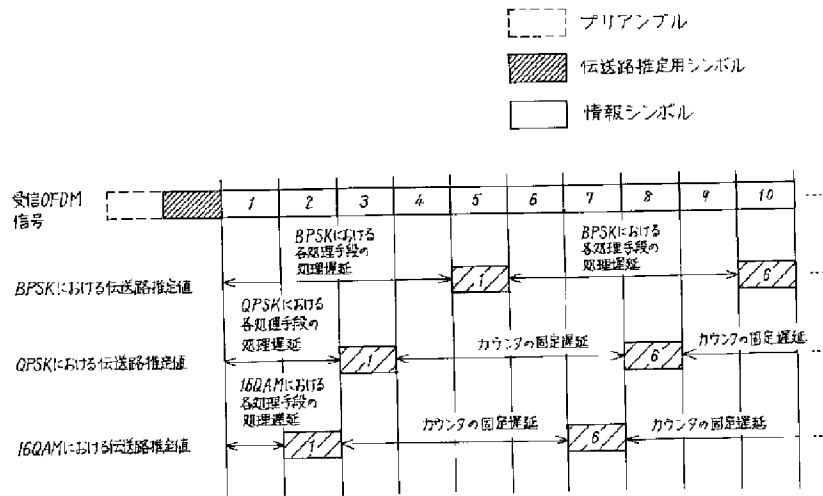 プリアンブル
伝送路推定用シンボル
情報シンボル
受信OFDM
信号
1 2 3 4 5 6 7 8 9 10
BPSKにおける
各処理手段の
処理遅延
BPSKにおける
各処理手段の
処理遅延
BPSKにおける伝送路推定値
1
6
QPSKにおける
各処理手段の
処理遅延
カウンタの固定遅延
カウンタの固定遅延
QPSKにおける伝送路推定値
1
6
16QAMにおける
各処理手段の
処理遅延
カウンタの固定遅延
カウンタの固定遅延
16QAMにおける伝送路推定値
1
6